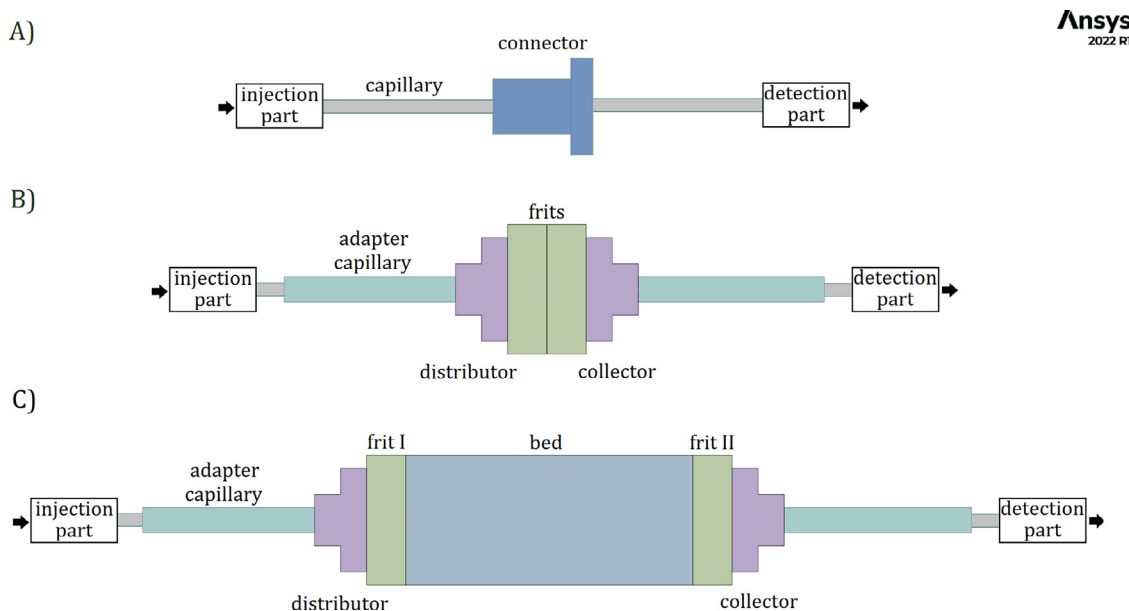 A)
Ansys
2022 R1
connector
capillary
injection
part
detection
part
B)
frits
adapter
capillary
injection
part
detection
part
distributor
collector
C)
frit I
bed
frit II
adapter
capillary
injection
part
detection
part
distributor
collector